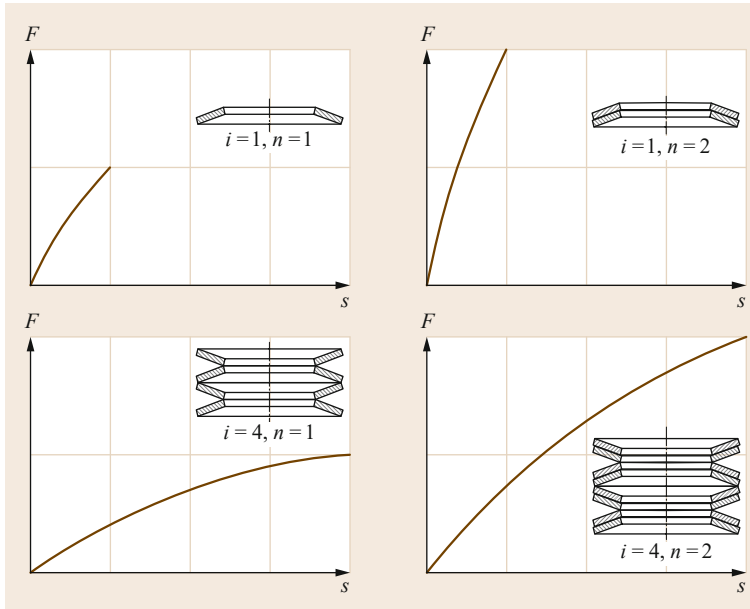 F
i = 1, n = 1
s
F
i = 1, n = 2
s
F
i = 4, n = 1
s
F
i = 4, n = 2
s